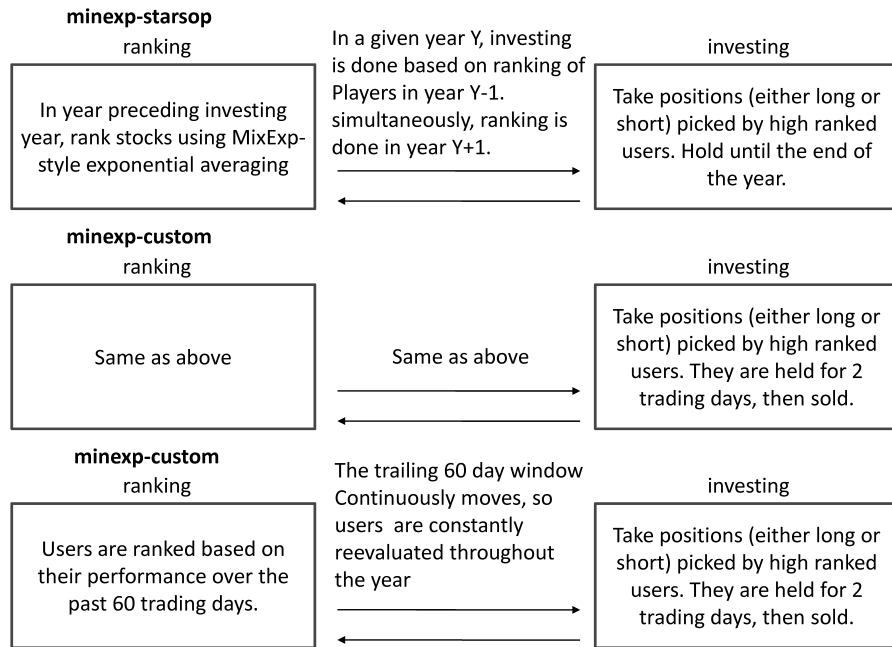 minexp-starsop
ranking
In year preceding investing
year, rank stocks using MixExp-
style exponential averaging
In a given year Y, investing
is done based on ranking of
Players in year Y-1.
simultaneously, ranking is
done in year Y+1.
investing
Take positions (either long or
short) picked by high ranked
users. Hold until the end of
the year.
minexp-custom
ranking
Same as above
Same as above
investing
Take positions (either long or
short) picked by high ranked
users. They are held for 2
trading days, then sold.
minexp-custom
ranking
Users are ranked based on
their performance over the
past 60 trading days.
The trailing 60 day window
Continuously moves, so
users are constantly
reevaluated throughout
the year
investing
Take positions (either long or
short) picked by high ranked
users. They are held for 2
trading days, then sold.